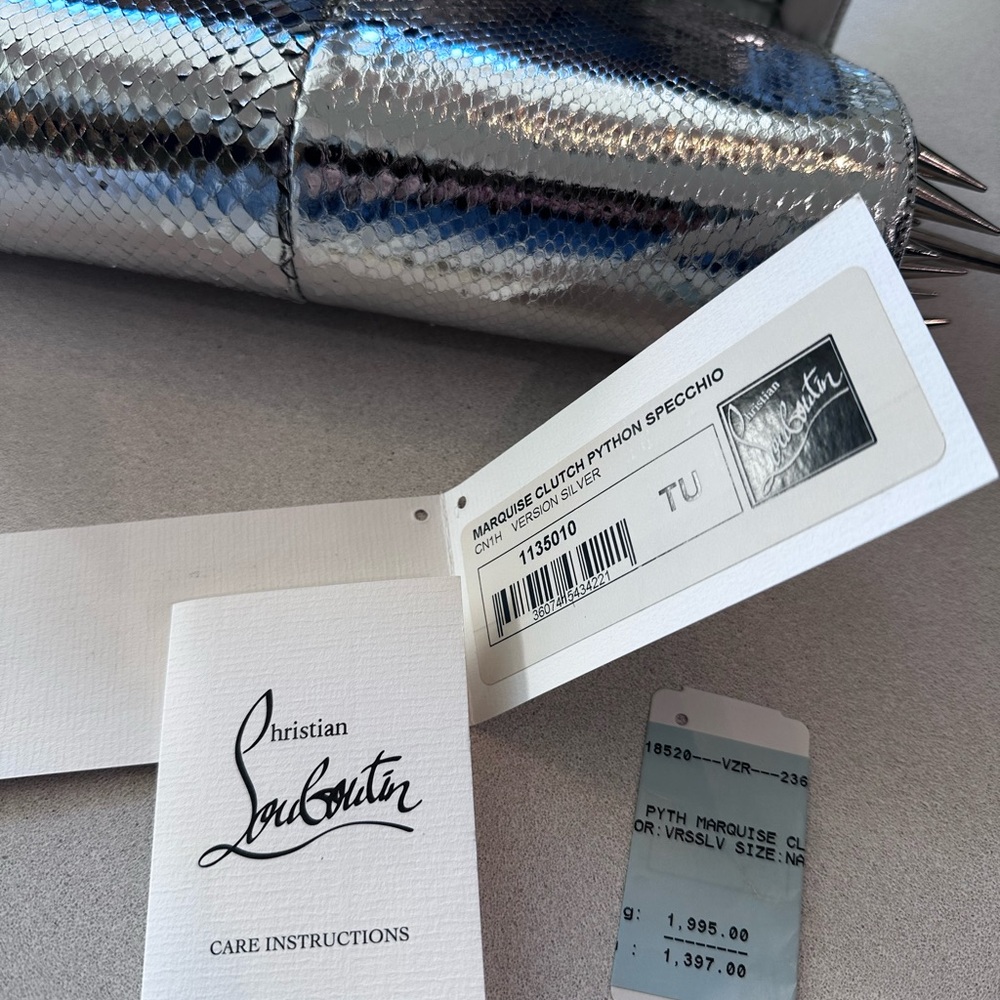 MARQUISE CLUTCH PYTHON SPECCHIO
CN1H VERSION SILVER
1135010
TU
3607415434221
Christian
Louboutin
Christian
Louboutin
CARE INSTRUCTIONS
18520---VZR---236
PYTH MARQUISE CL
OR:VRSSLV SIZE:NA
g: 1,995.00
: 1,397.00